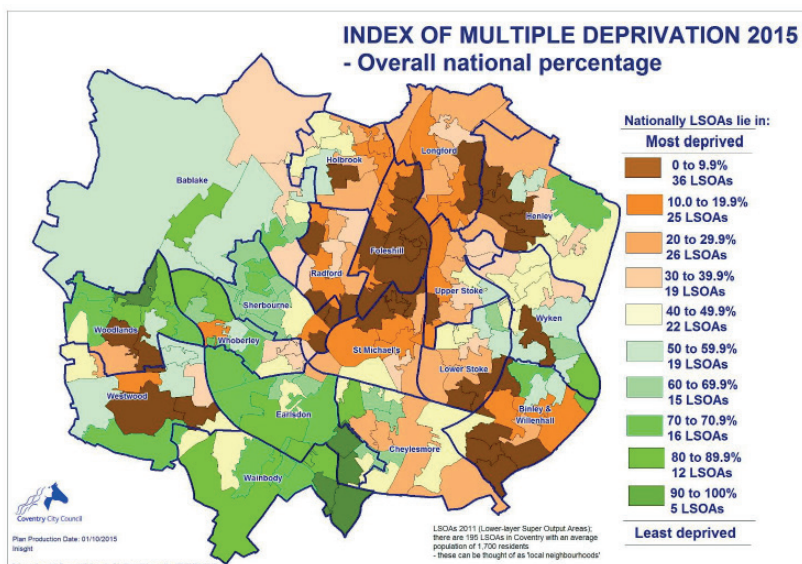 INDEX OF MULTIPLE DEPRIVATION 2015
- Overall national percentage
Nationally LSOAs lie in:
Most deprived
0 to 9.9%
36 LSOAs
10.0 to 19.9%
25 LSOAs
20 to 29.9%
26 LSOAs
30 to 39.9%
19 LSOAs
40 to 49.9%
22 LSOAs
50 to 59.9%
19 LSOAs
60 to 69.9%
15 LSOAs
70 to 70.9%
16 LSOAs
80 to 89.9%
12 LSOAs
90 to 100%
5 LSOAs
Least deprived
Longford
Holbrook
Bablake
Henley
Foleshill
Radford
Upper Stoke
Sherbourne
Wyken
Woodlands
Whoberley
St Michael's
Lower Stoke
Westwood
Earlsdon
Binley &
Willenhall
Cheylesmore
Wainbody
Coventry City Council
Plan Production Date: 01/10/2015
Inisght
LSOAs 2011 (Lower-layer Super Output Areas);
there are 195 LSOAs in Coventry with an average
population of 1,700 residents
- these can be thought of as 'local neighbourhoods'